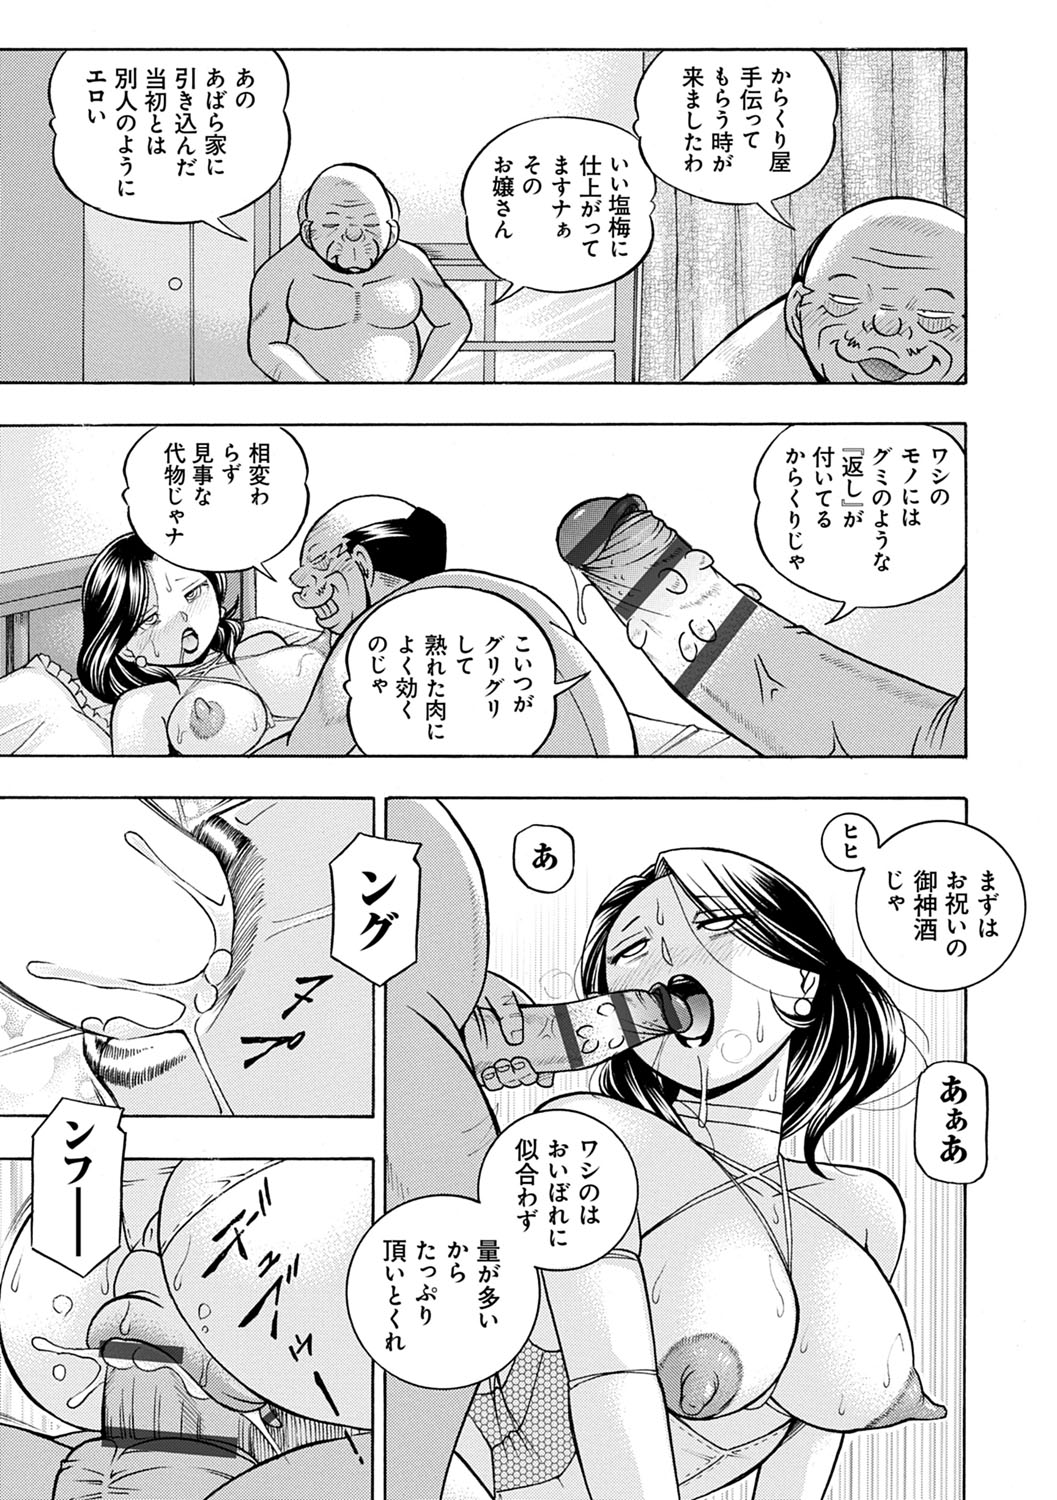 からくり屋
手伝って
もらう時が
来ましたわ
いい塩梅に
仕上がって
ますナぁ
その
お嬢さん
あの
あばら家に
引き込んだ
当初とは
別人のように
エロい
ワシの
モノには
グミのような
『返し』が
付いてる
からくりじゃ
こいつが
グリグリ
して
熟れた肉に
よく効く
のじゃ
相変わ
らず
見事な
代物じゃナ
まずは
お祝いの
御神酒
じゃ
ヒヒ
あ
あぁあ
ワシのは
おいぼれに
似合わず
量が多い
から
たっぷり
頂いとくれ
ング
ヌプ
ンフ——